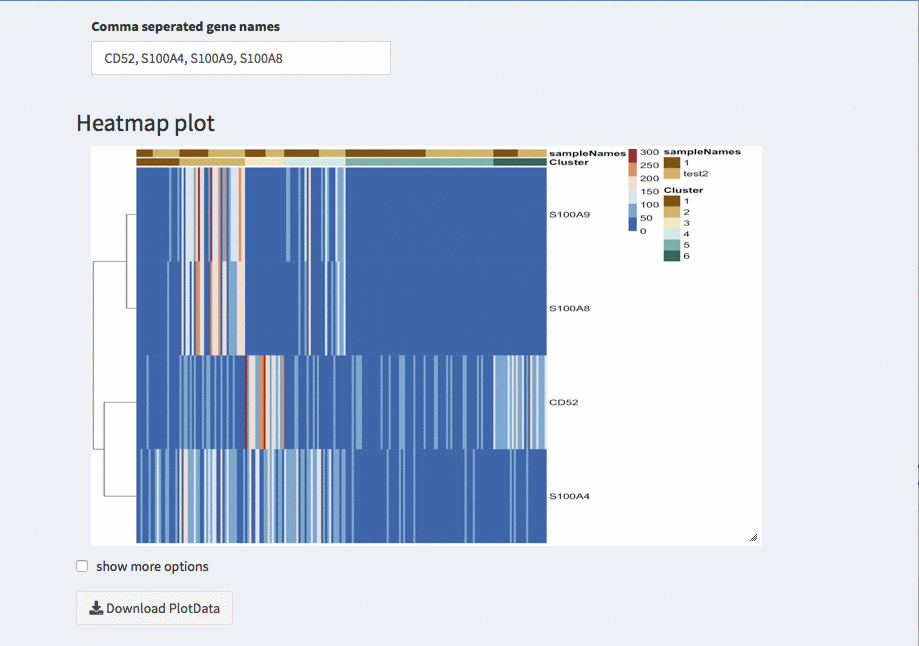 Comma seperated gene names
CD52, S100A4, S100A9, S100A8
Heatmap plot
sampleNames
Cluster
S100A9
S100A8
CD52
S100A4
300
250
200
150
100
50
0
sampleNames
1
test2
Cluster
1
2
3
4
5
6
show more options
Download PlotData